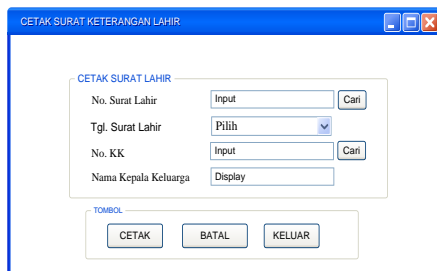 CETAK SURAT KETERANGAN LAHIR
CETAK SURAT LAHIR
No. Surat Lahir Input Cari
Tgl. Surat Lahir Pilih
No. KK Input Cari
Nama Kepala Keluarga Display
TOMBOL
CETAK BATAL KELUAR